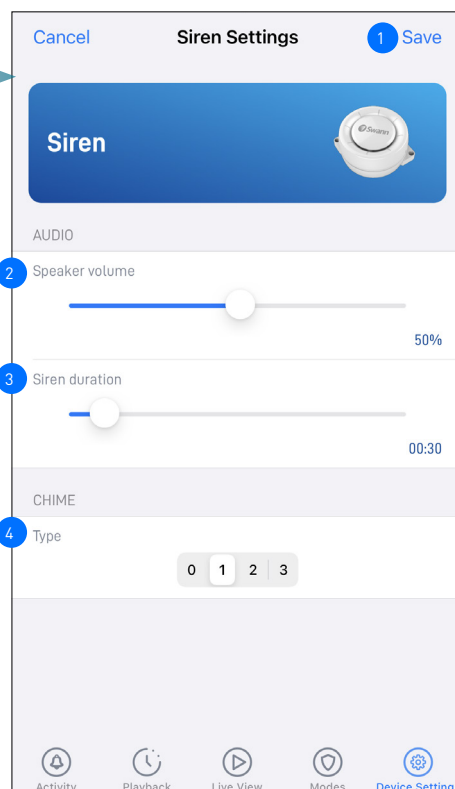 Cancel Siren Settings 1 Save
Siren
Swann
AUDIO
2 Speaker volume
50%
3 Siren duration
00:30
CHIME
4 Type
0 1 2 3
Activity Playback Live View Modes Device Setting